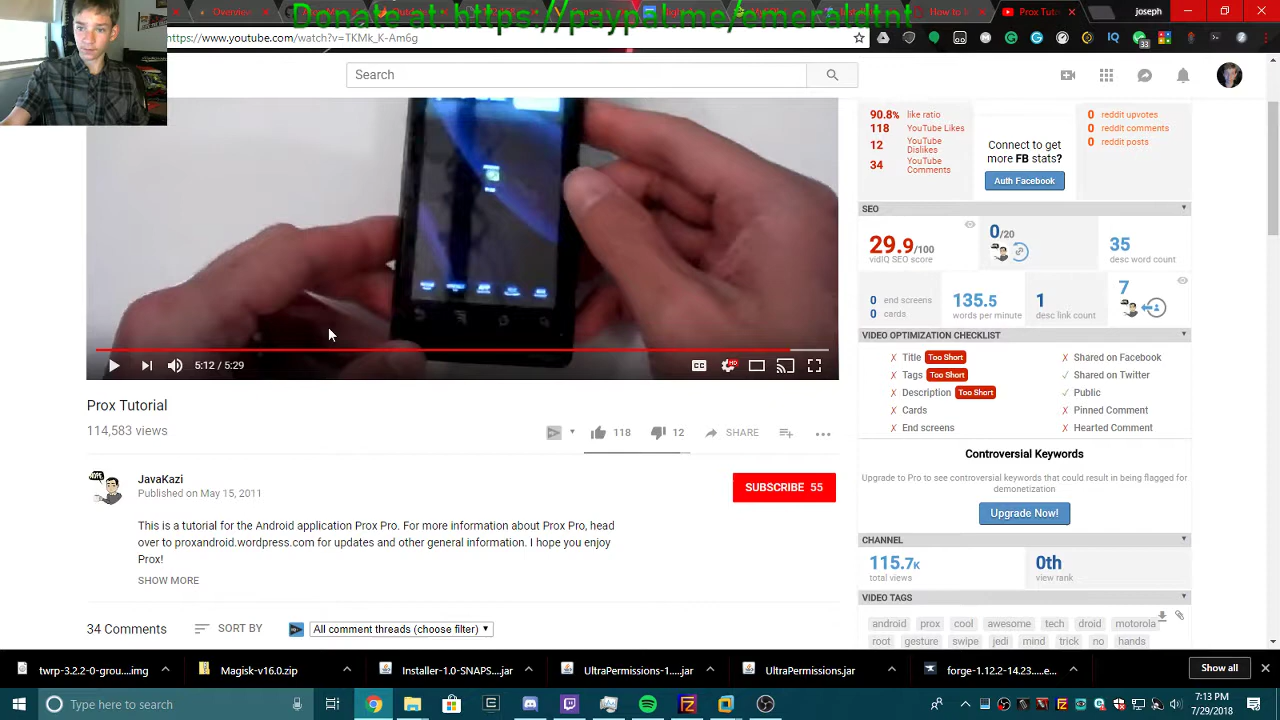 Donate at: https://paypal.me/emeraldtnt
Overview
Prox Tuto
joseph
https://www.youtube.com/watch?v=TKMk_K-Am6g
33
Search
90.8% like ratio
118 YouTube Likes
12 YouTube Dislikes
34 YouTube Comments
Connect to get more FB stats?
Auth Facebook
0 reddit upvotes
0 reddit comments
0 reddit posts
SEO
29.9/100
vidIQ SEO score
0/20
35
desc word count
0 end screens
0 cards
135.5
words per minute
1
desc link count
7
VIDEO OPTIMIZATION CHECKLIST
✗ Title Too Short
✗ Shared on Facebook
✗ Tags Too Short
✓ Shared on Twitter
✗ Description Too Short
✓ Public
✗ Cards
✗ Pinned Comment
✗ End screens
✗ Hearted Comment
5:12 / 5:29
HD
Prox Tutorial
114,583 views
118
12
SHARE
JavaKazi
Published on May 15, 2011
SUBSCRIBE 55
This is a tutorial for the Android application Prox Pro. For more information about Prox Pro, head
over to proxandroid.wordpress.com for updates and other general information. I hope you enjoy
Prox!
SHOW MORE
34 Comments
SORT BY
All comment threads (choose filter)
Controversial Keywords
Upgrade to Pro to see controversial keywords that could result in being flagged for
demonetization
Upgrade Now!
CHANNEL
115.7K
total views
0th
view rank
VIDEO TAGS
android prox cool awesome tech droid motorola
root gesture swipe jedi mind trick no hands
twrp-3.2.2-0-grou....img
Magisk-v16.0.zip
Installer-1.0-SNAPS....jar
UltraPermissions-1....jar
UltraPermissions.jar
forge-1.12.2-14.23....e...
Show all
Type here to search
7:13 PM
7/29/2018